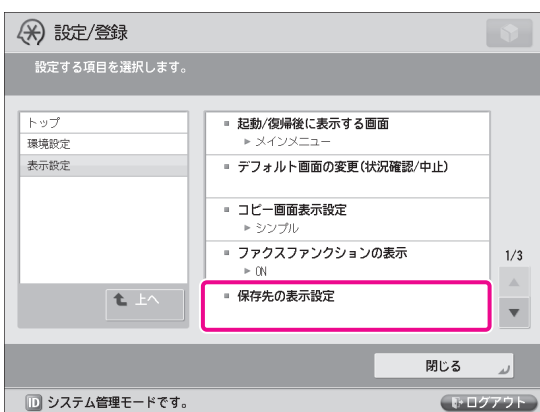 設定/登録
設定する項目を選択します。
トップ
環境設定
表示設定
上へ
起動/復帰後に表示する画面
メインメニュー
デフォルト画面の変更(状況確認/中止)
コピー画面表示設定
シンプル
ファクスファンクションの表示
ON
保存先の表示設定
1/3
閉じる
ID システム管理モードです。
ログアウト